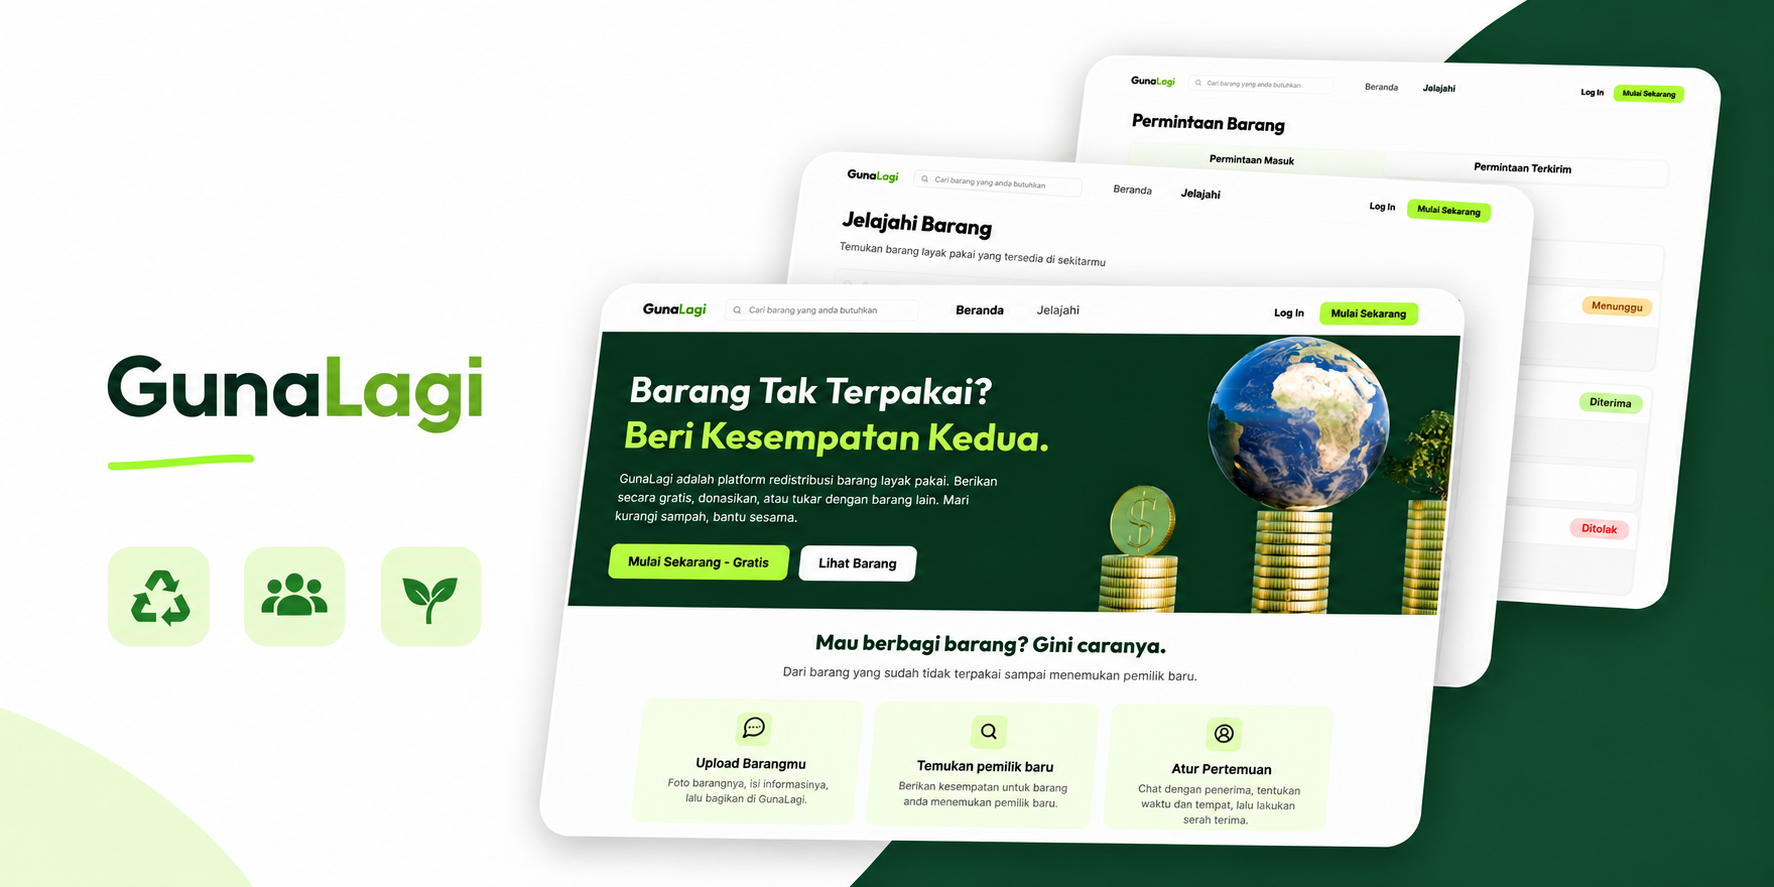 GunaLagi
GunaLagi
Cari barang yang anda butuhkan
Beranda
Jelajahi
Log In
Mulai Sekarang
Permintaan Barang
Permintaan Masuk
Permintaan Terkirim
Menunggu
Diterima
Ditolak
GunaLagi
Cari barang yang anda butuhkan
Beranda
Jelajahi
Log In
Mulai Sekarang
Jelajahi Barang
Temukan barang layak pakai yang tersedia di sekitarmu
GunaLagi
Cari barang yang anda butuhkan
Beranda
Jelajahi
Log In
Mulai Sekarang
Barang Tak Terpakai?
Beri Kesempatan Kedua.
GunaLagi adalah platform redistribusi barang layak pakai. Berikan
secara gratis, donasikan, atau tukar dengan barang lain. Mari
kurangi sampah, bantu sesama.
Mulai Sekarang - Gratis
Lihat Barang
Mau berbagi barang? Gini caranya.
Dari barang yang sudah tidak terpakai sampai menemukan pemilik baru.
Upload Barangmu
Foto barangnya, isi informasinya,
lalu bagikan di GunaLagi.
Temukan pemilik baru
Berikan kesempatan untuk barang
anda menemukan pemilik baru.
Atur Pertemuan
Chat dengan penerima, tentukan
waktu dan tempat, lalu lakukan
serah terima.